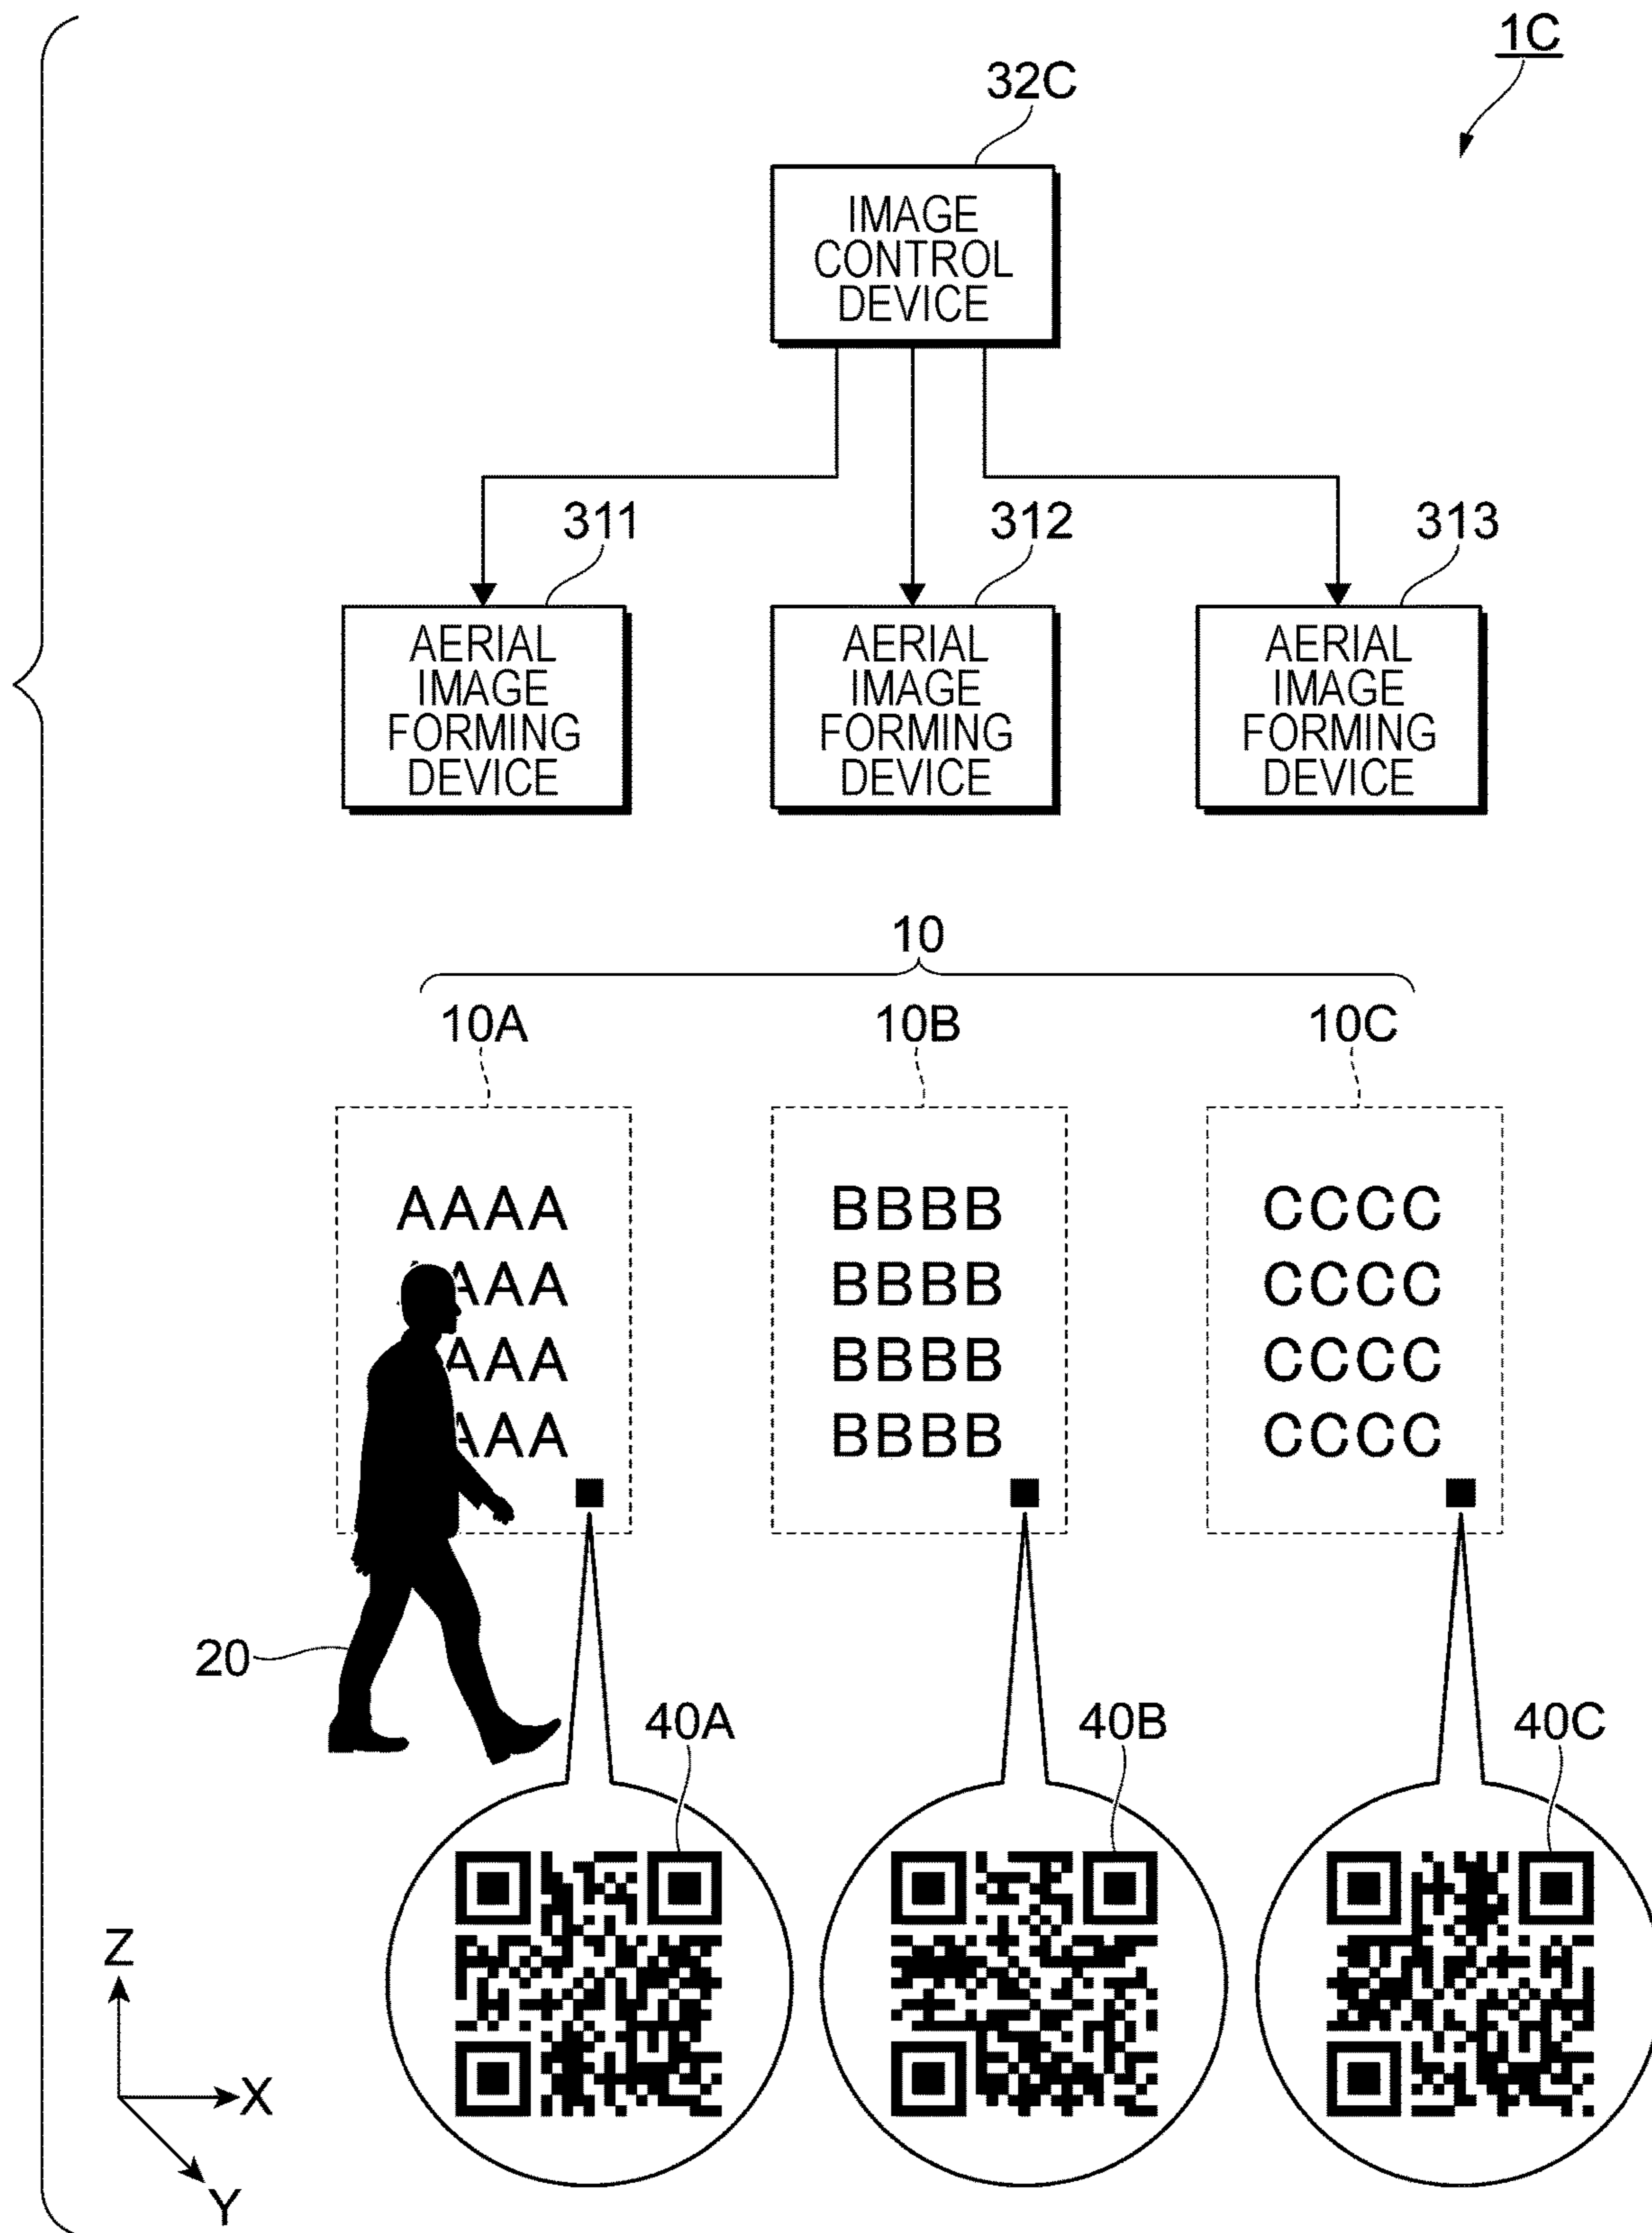 1C
32C
IMAGE
CONTROL
DEVICE
311
312
313
AERIAL
IMAGE
FORMING
DEVICE
AERIAL
IMAGE
FORMING
DEVICE
AERIAL
IMAGE
FORMING
DEVICE
10
10A
10B
10C
AAAA
AAA
AAA
AAA
BBBB
BBBB
BBBB
BBBB
CCCC
CCCC
CCCC
CCCC
20
40A
40B
40C
Z
X
Y